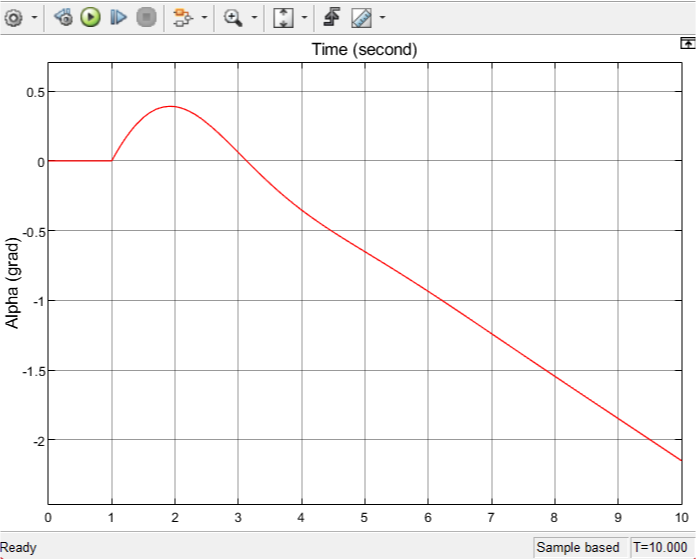 Time (second)
0.5
0
-0.5
-1
-1.5
-2
Alpha (grad)
0 1 2 3 4 5 6 7 8 9 10
Ready
Sample based
T=10.000